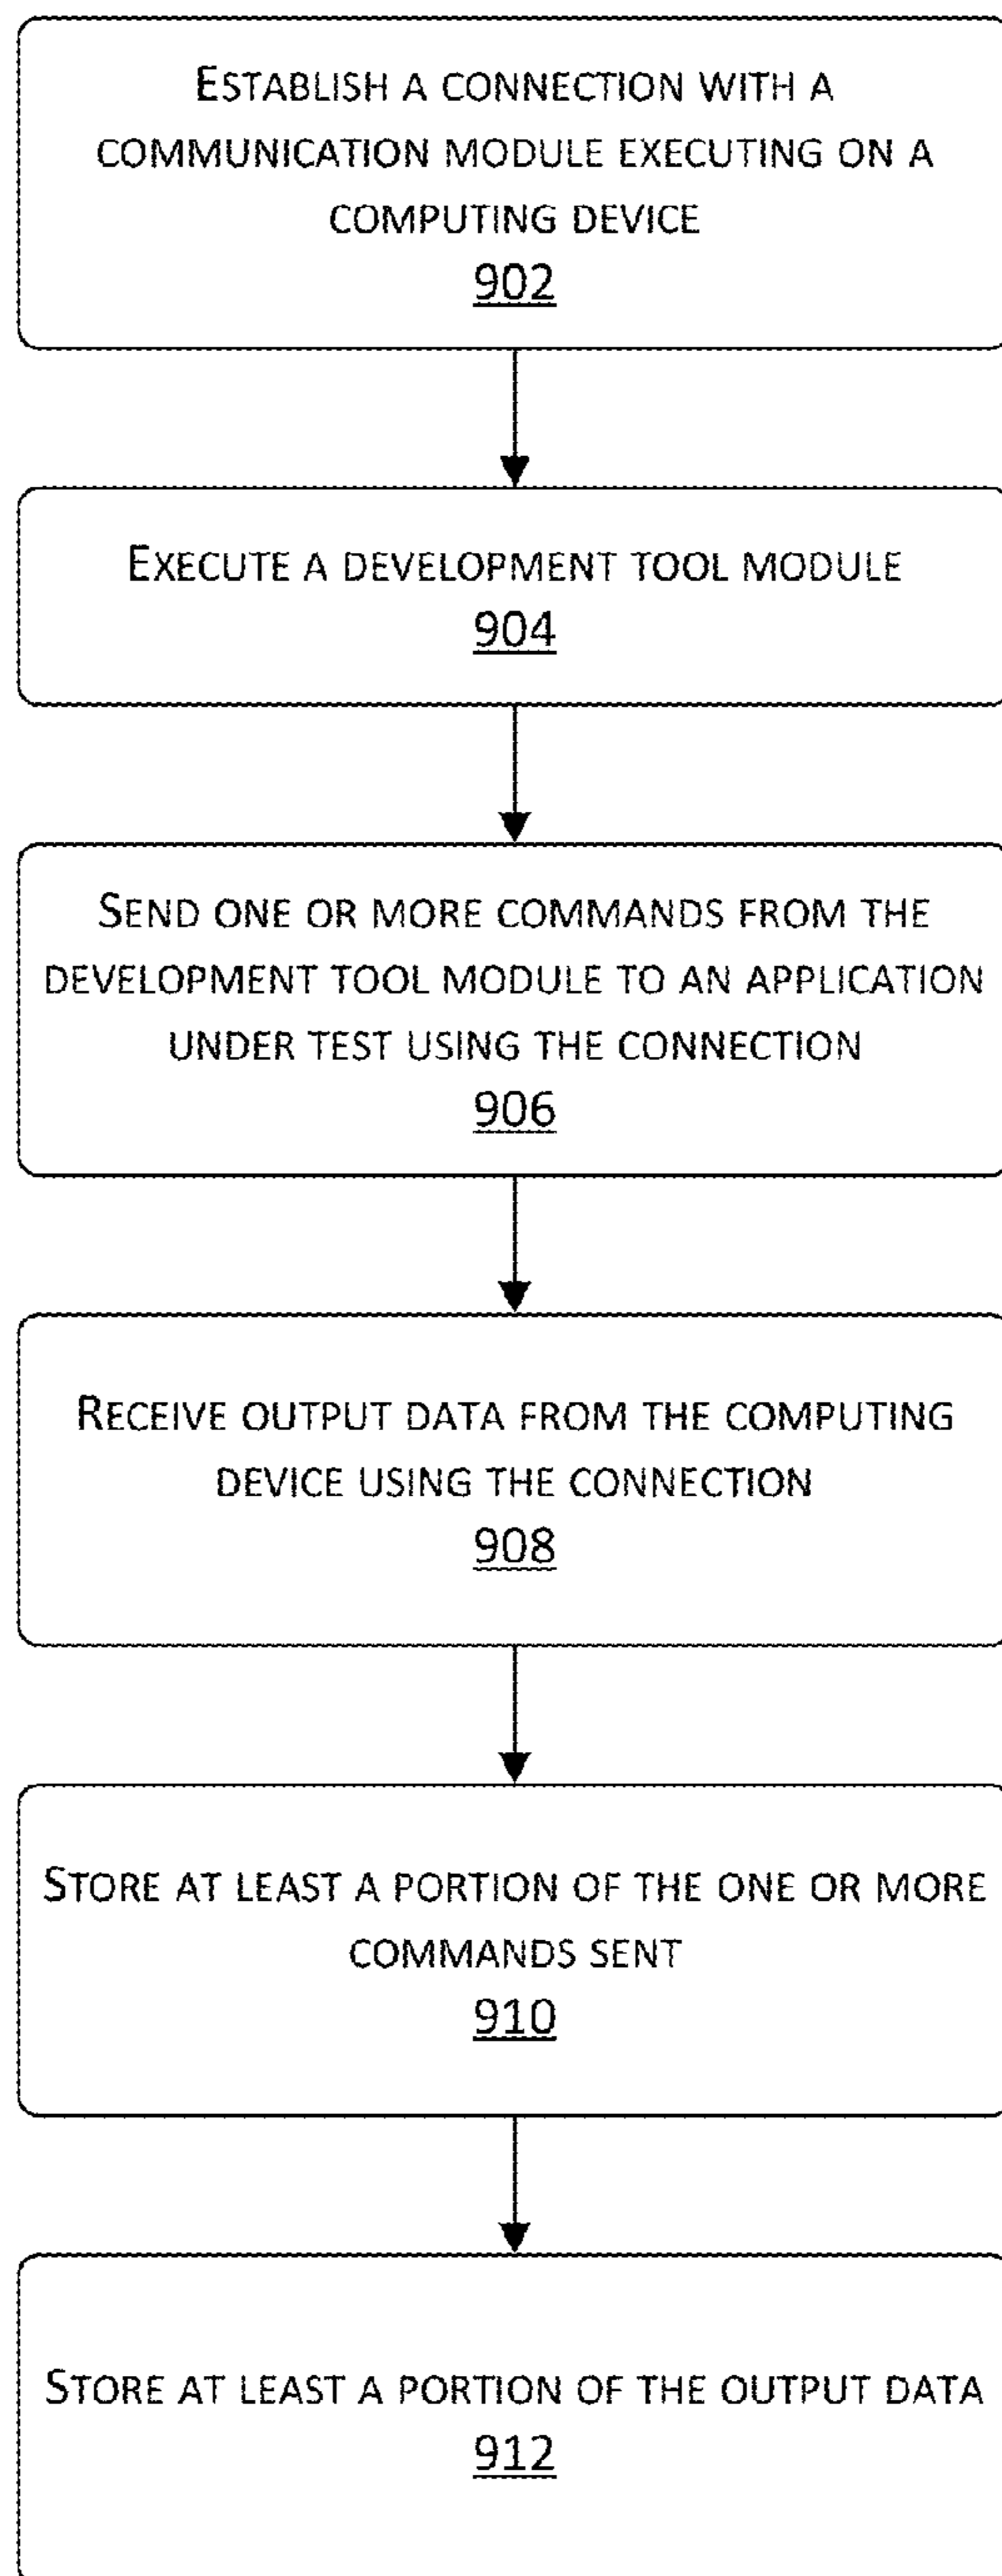 ESTABLISH A CONNECTION WITH A
COMMUNICATION MODULE EXECUTING ON A
COMPUTING DEVICE
902
EXECUTE A DEVELOPMENT TOOL MODULE
904
SEND ONE OR MORE COMMANDS FROM THE
DEVELOPMENT TOOL MODULE TO AN APPLICATION
UNDER TEST USING THE CONNECTION
906
RECEIVE OUTPUT DATA FROM THE COMPUTING
DEVICE USING THE CONNECTION
908
STORE AT LEAST A PORTION OF THE ONE OR MORE
COMMANDS SENT
910
STORE AT LEAST A PORTION OF THE OUTPUT DATA
912